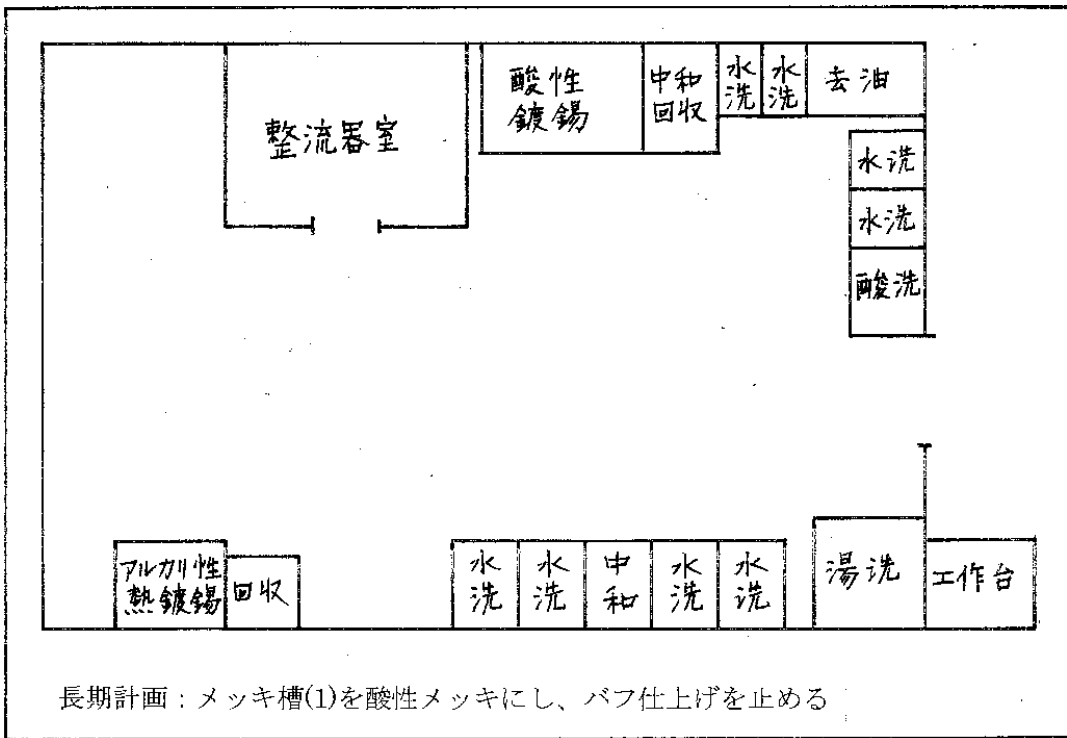 整流器室
酸性
鍍錫
中和
回収
水
洗
水
洗
去油
水洗
水洗
酸洗
アルカリ性
熱鍍錫
回収
水
洗
水
洗
中
和
水
洗
水
洗
湯洗
工作台
長期計画：メッキ槽(1)を酸性メッキにし、バフ仕上げを止める